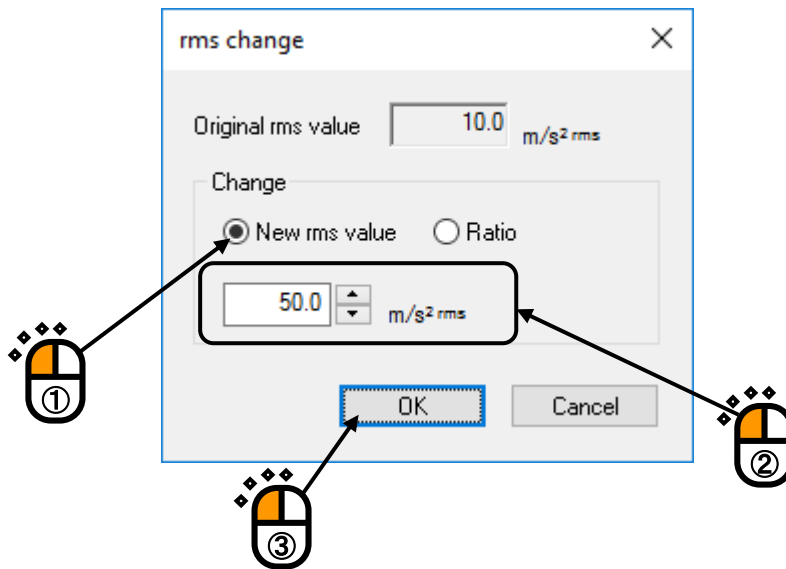 rms change
Original rms value 10.0 m/s² rms
Change
New rms value Ratio
50.0 m/s² rms
①
OK Cancel
②
③